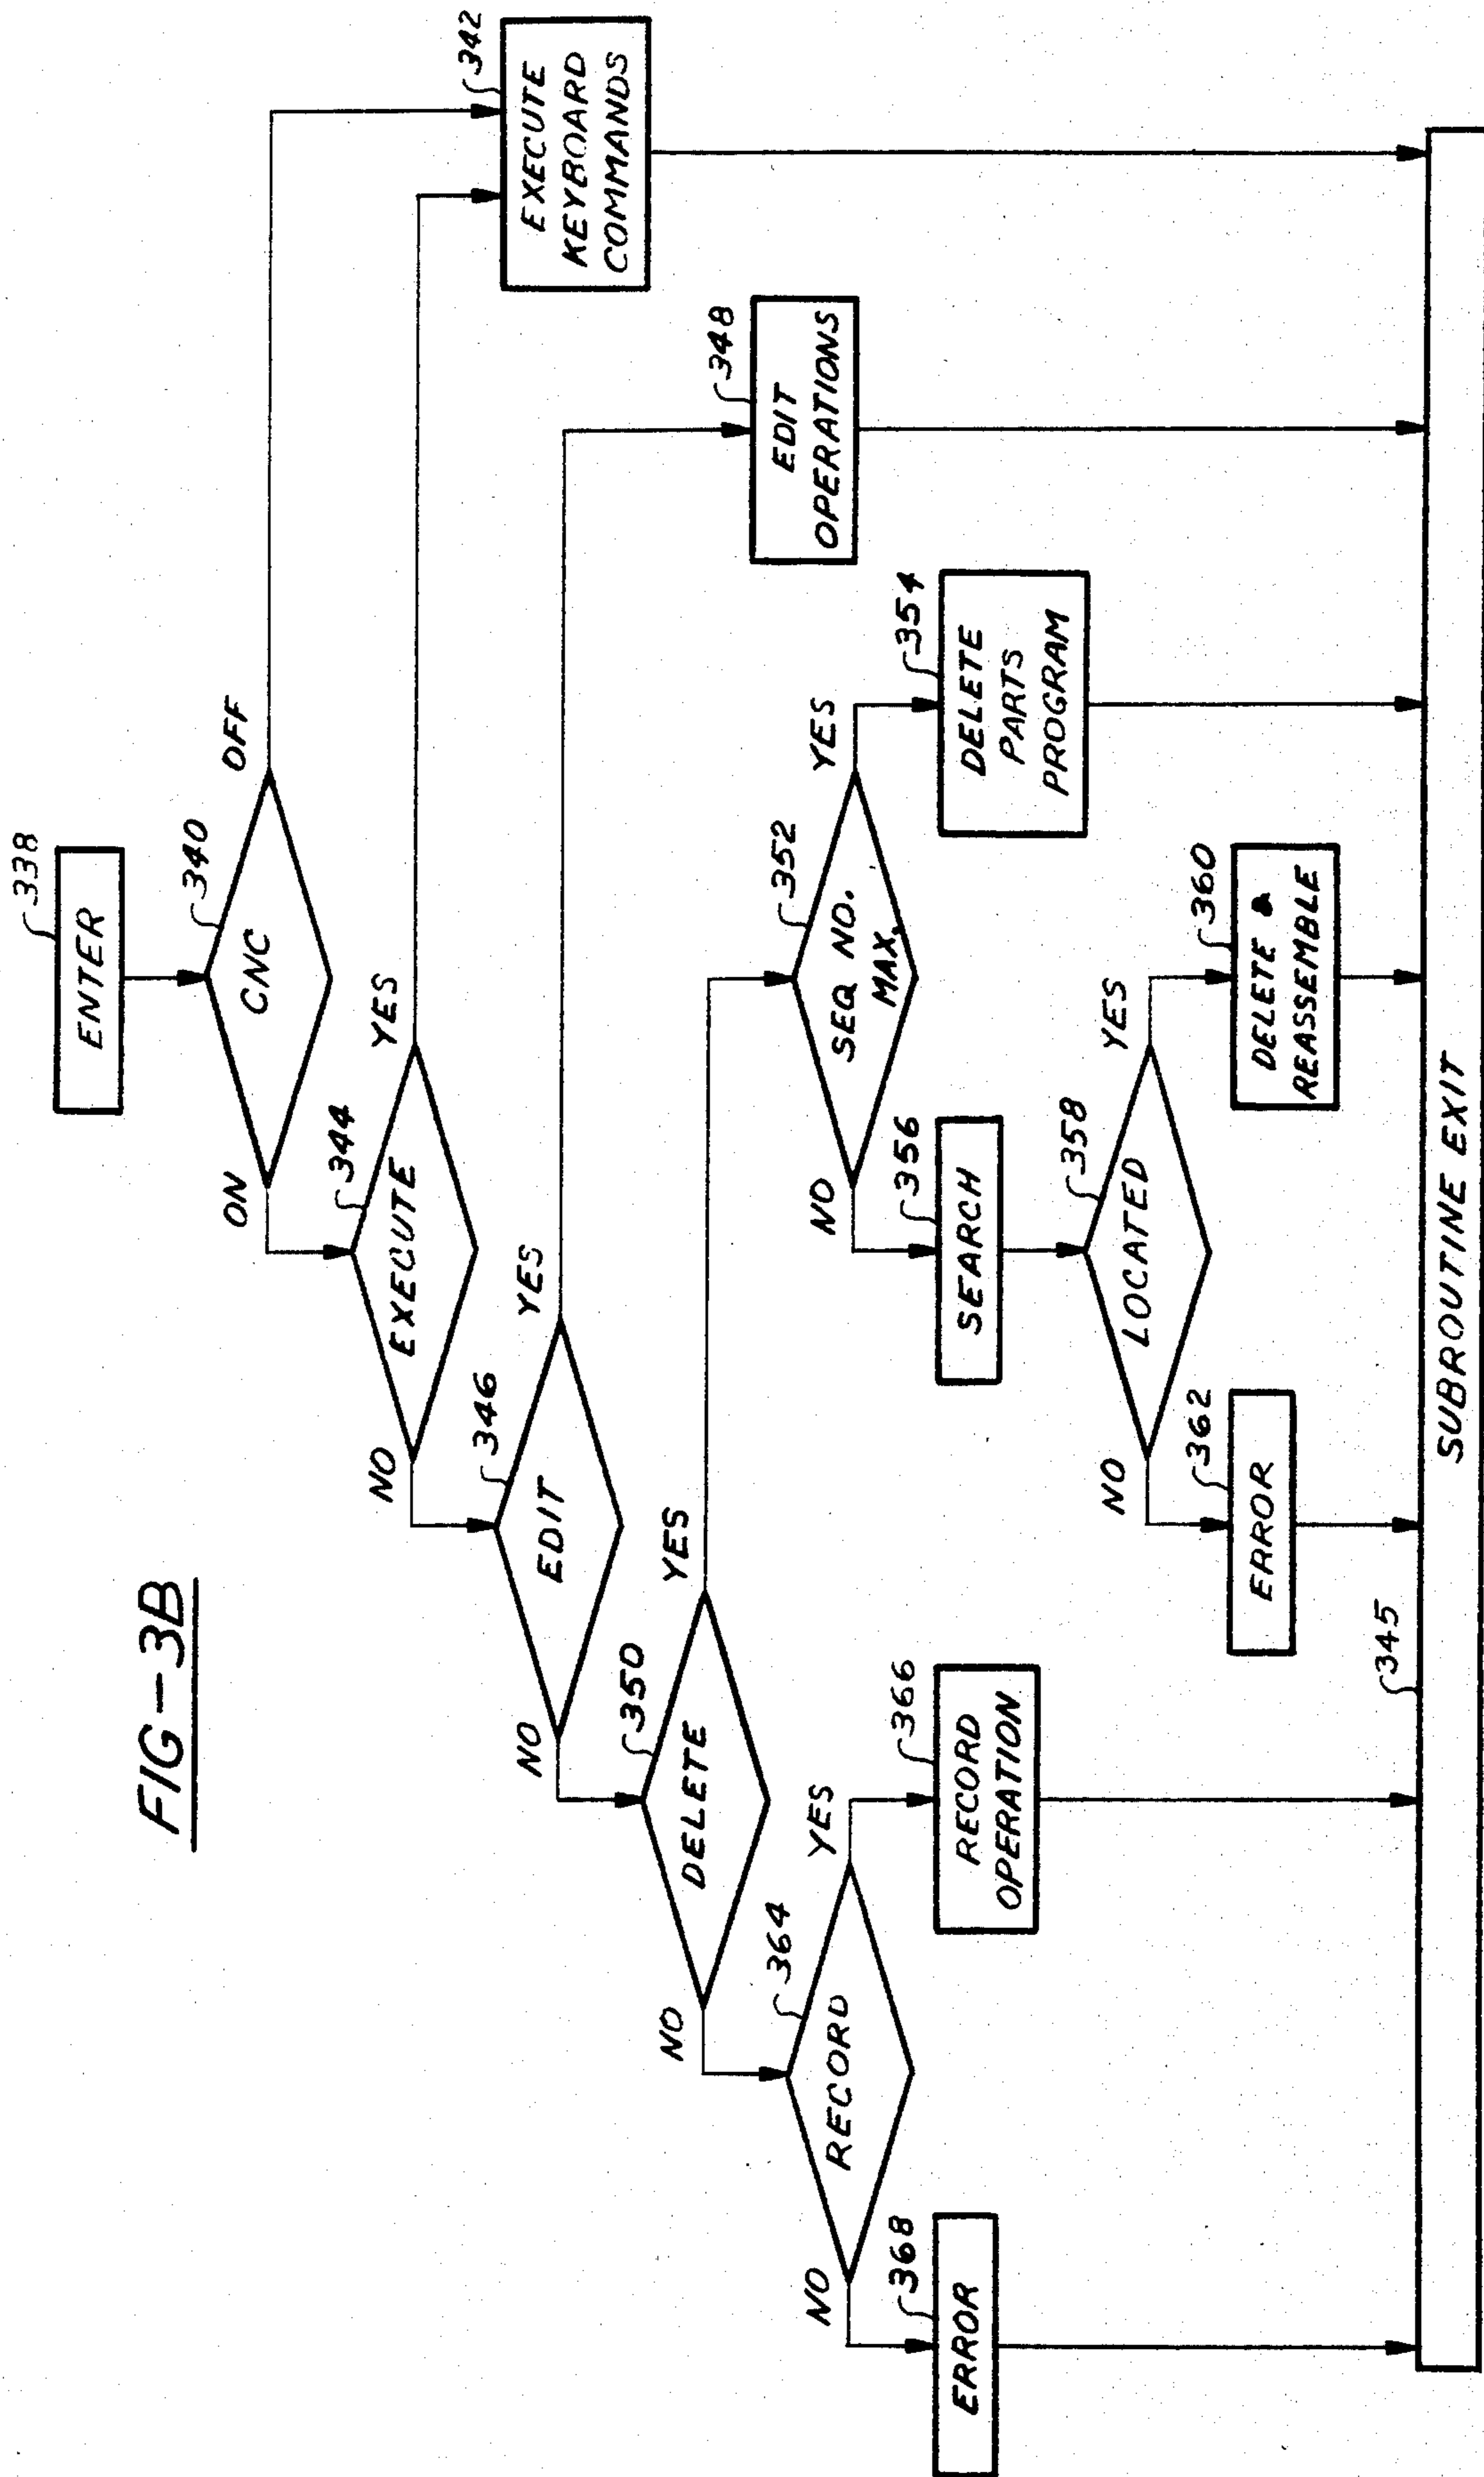 FIG-3B
338
ENTER
340
CNC
ON
OFF
342
EXECUTE
KEYBOARD
COMMANDS
344
EXECUTE
NO
YES
346
EDIT
NO
YES
348
EDIT
OPERATIONS
350
DELETE
NO
YES
352
SEQ NO.
MAX.
NO
YES
354
DELETE
PARTS
PROGRAM
356
SEARCH
358
LOCATED
NO
YES
360
DELETE &
REASSEMBLE
362
ERROR
364
RECORD
NO
YES
366
RECORD
OPERATION
368
ERROR
345
SUBROUTINE EXIT